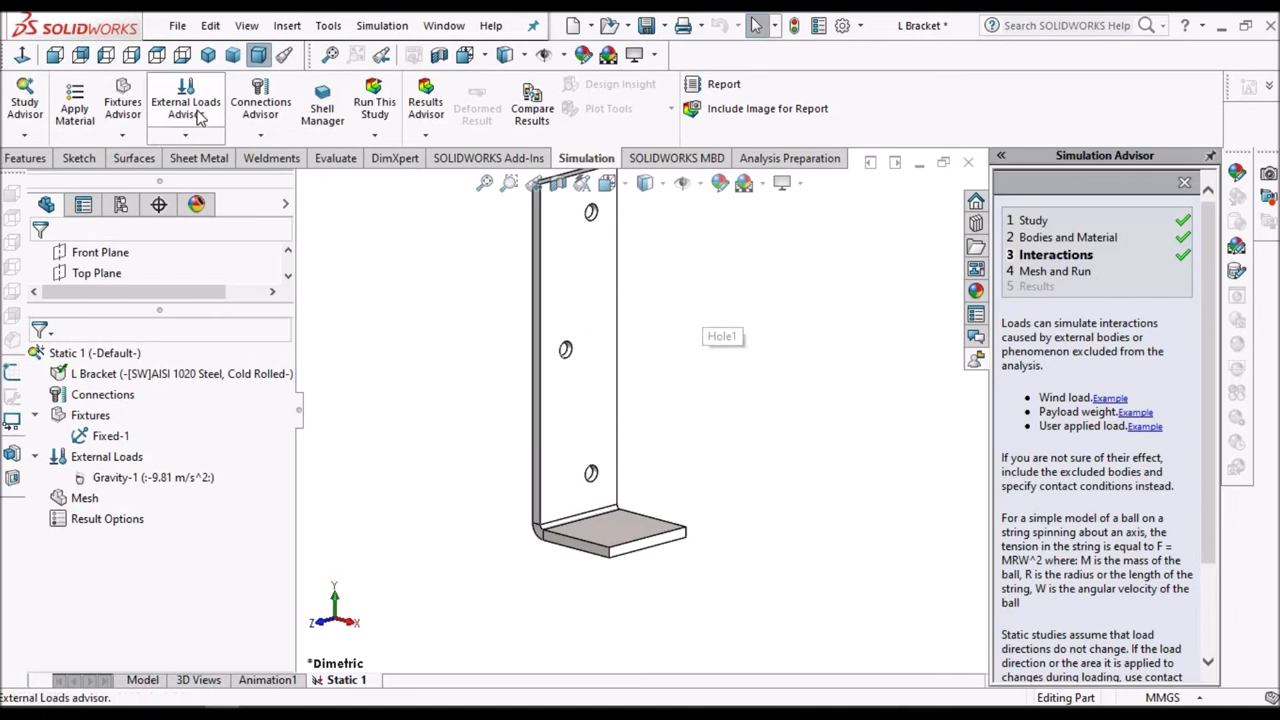 SOLIDWORKS File Edit View Insert Tools Simulation Window Help L Bracket * Search SOLIDWORKS Help ?
Study Advisor
Apply Material
Fixtures Advisor
External Loads Advisor
Connections Advisor
Shell Manager
Run This Study
Results Advisor
Deformed Result
Compare Results
Design Insight
Plot Tools
Report
Include Image for Report
Features Sketch Surfaces Sheet Metal Weldments Evaluate DimXpert SOLIDWORKS Add-Ins Simulation SOLIDWORKS MBD Analysis Preparation
Front Plane
Top Plane
Static 1 (-Default-)
L Bracket (-[SW]AISI 1020 Steel, Cold Rolled-)
Connections
Fixtures
Fixed-1
External Loads
Gravity-1 (:-9.81 m/s^2:)
Mesh
Result Options
Hole1
Y
Z
X
*Dimetric
Simulation Advisor
1 Study
2 Bodies and Material
3 Interactions
4 Mesh and Run
5 Results
Loads can simulate interactions
caused by external bodies or
phenomenon excluded from the
analysis.
• Wind load.Example
• Payload weight.Example
• User applied load.Example
If you are not sure of their effect,
include the excluded bodies and
specify contact conditions instead.
For a simple model of a ball on a
string spinning about an axis, the
tension in the string is equal to F =
MRW^2 where: M is the mass of the
ball, R is the radius or the length of the
string, W is the angular velocity of the
ball
Static studies assume that load
directions do not change. If the load
direction or the area it is applied to
changes during loading, use contact
Model 3D Views Animation1 Static 1
External Loads advisor.
Editing Part MMGS